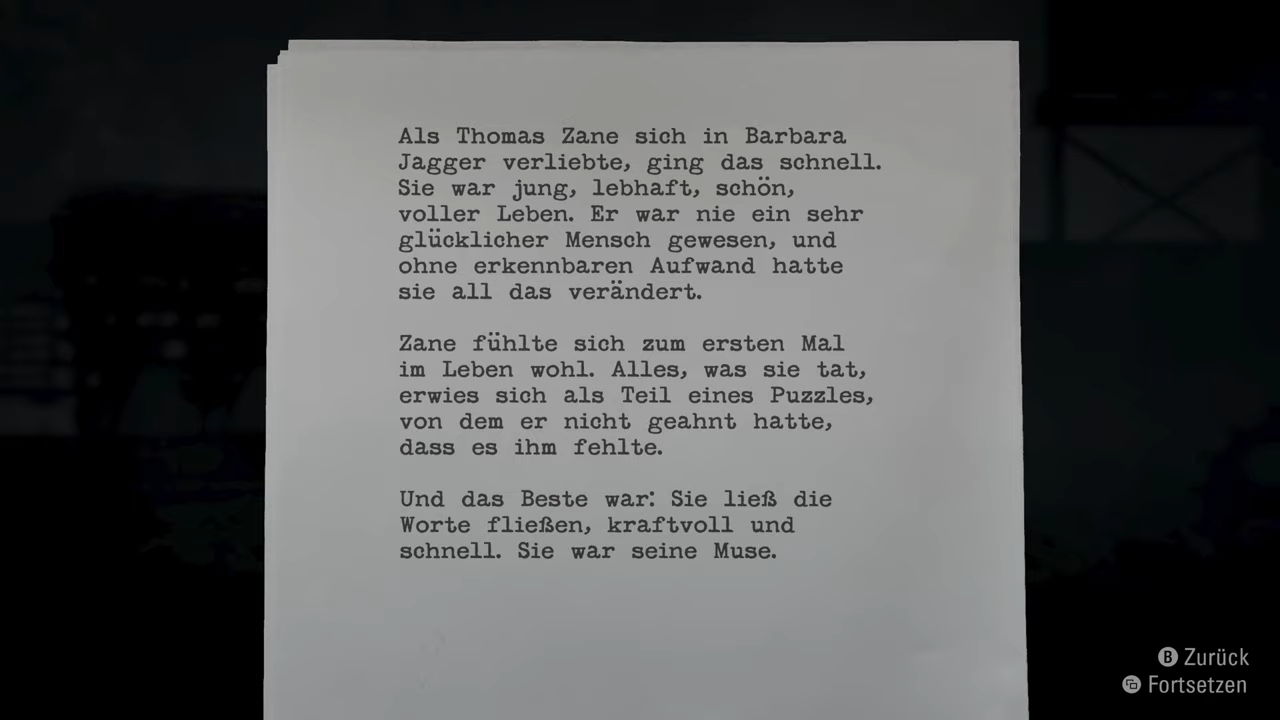 Als Thomas Zane sich in Barbara
Jagger verliebte, ging das schnell.
Sie war jung, lebhaft, schön,
voller Leben. Er war nie ein sehr
glücklicher Mensch gewesen, und
ohne erkennbaren Aufwand hatte
sie all das verändert.
Zane fühlte sich zum ersten Mal
im Leben wohl. Alles, was sie tat,
erwies sich als Teil eines Puzzles,
von dem er nicht geahnt hatte,
dass es ihm fehlte.
Und das Beste war: Sie ließ die
Worte fließen, kraftvoll und
schnell. Sie war seine Muse.
B Zurück
Fortsetzen